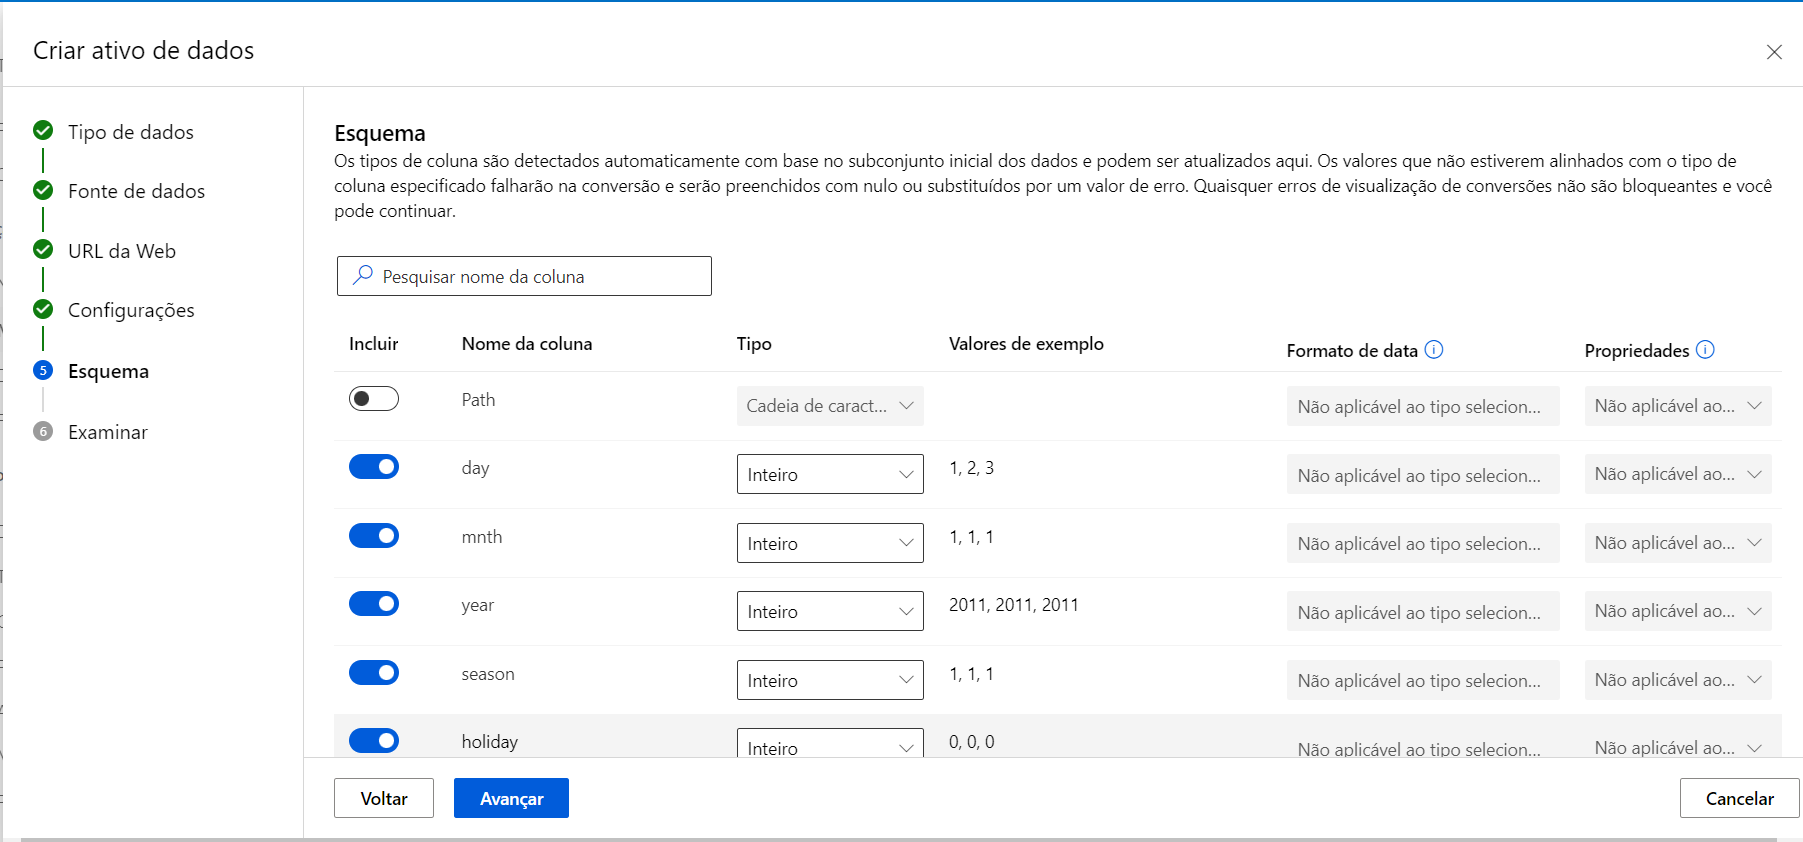 Criar ativo de dados
Tipo de dados
Fonte de dados
URL da Web
Configurações
5 Esquema
6 Examinar
Esquema
Os tipos de coluna são detectados automaticamente com base no subconjunto inicial dos dados e podem ser atualizados aqui. Os valores que não estiverem alinhados com o tipo de
coluna especificado falharão na conversão e serão preenchidos com nulo ou substituídos por um valor de erro. Quaisquer erros de visualização de conversões não são bloqueantes e você
pode continuar.
Pesquisar nome da coluna
Incluir Nome da coluna Tipo Valores de exemplo Formato de data Propriedades
Path Cadeia de caract... Não aplicável ao tipo selecion... Não aplicável ao...
day Inteiro 1, 2, 3 Não aplicável ao tipo selecion... Não aplicável ao...
mnth Inteiro 1, 1, 1 Não aplicável ao tipo selecion... Não aplicável ao...
year Inteiro 2011, 2011, 2011 Não aplicável ao tipo selecion... Não aplicável ao...
season Inteiro 1, 1, 1 Não aplicável ao tipo selecion... Não aplicável ao...
holiday Inteiro 0, 0, 0 Não aplicável ao tipo selecion... Não aplicável ao...
Voltar Avançar Cancelar